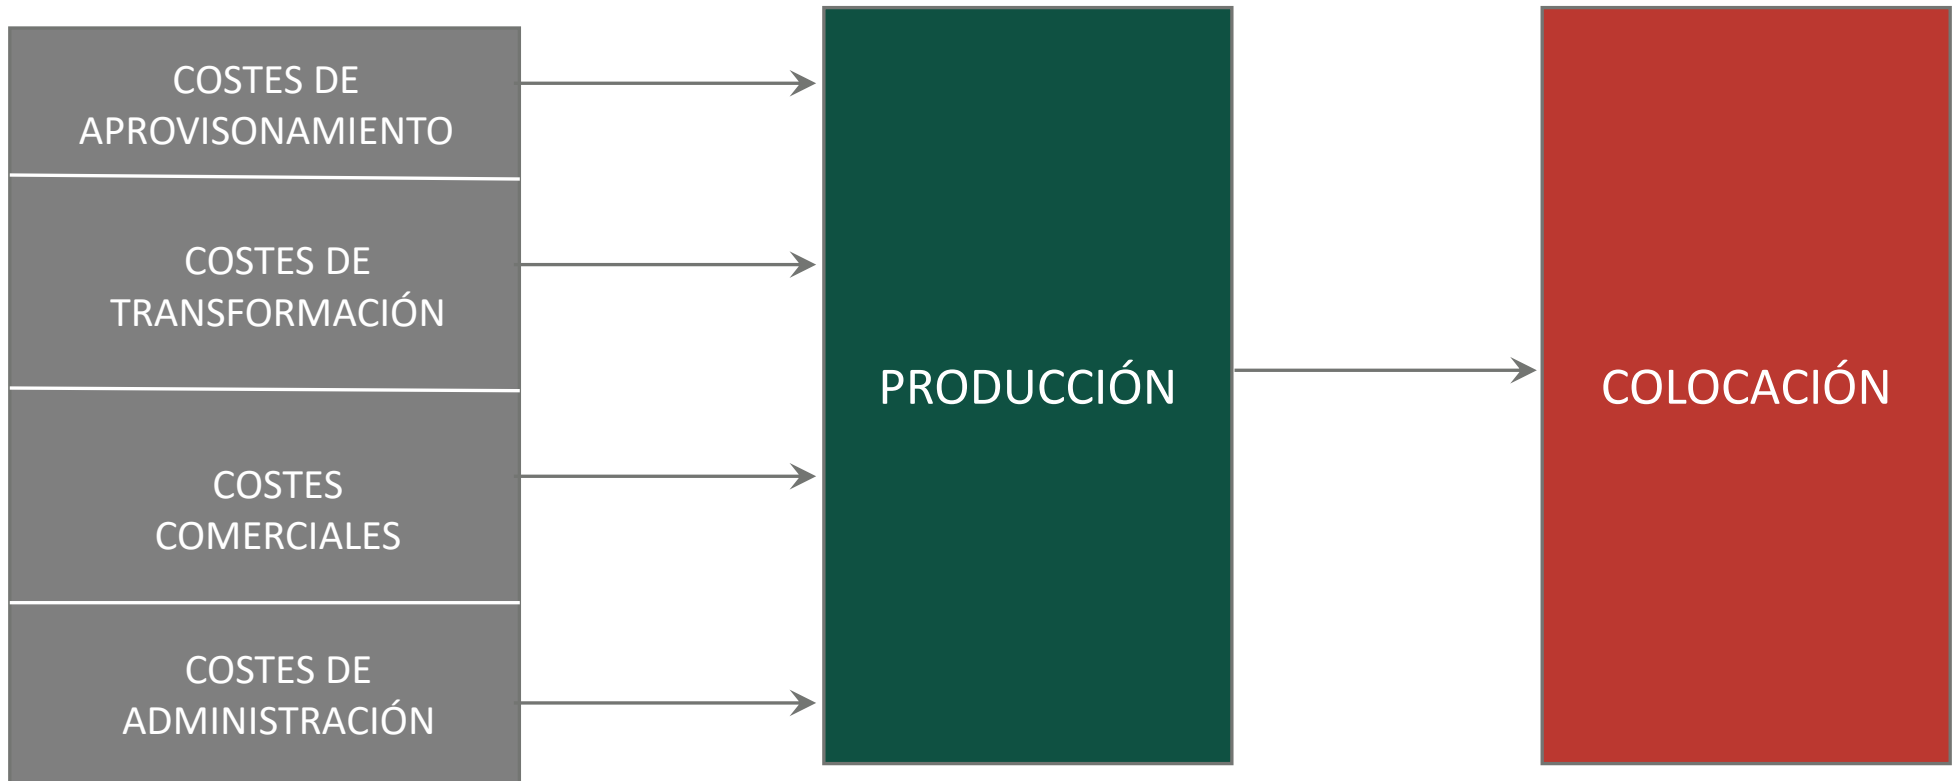 COSTES DE
APROVISONAMIENTO
COSTES DE
TRANSFORMACIÓN
COSTES
COMERCIALES
COSTES DE
ADMINISTRACIÓN
PRODUCCIÓN
COLOCACIÓN